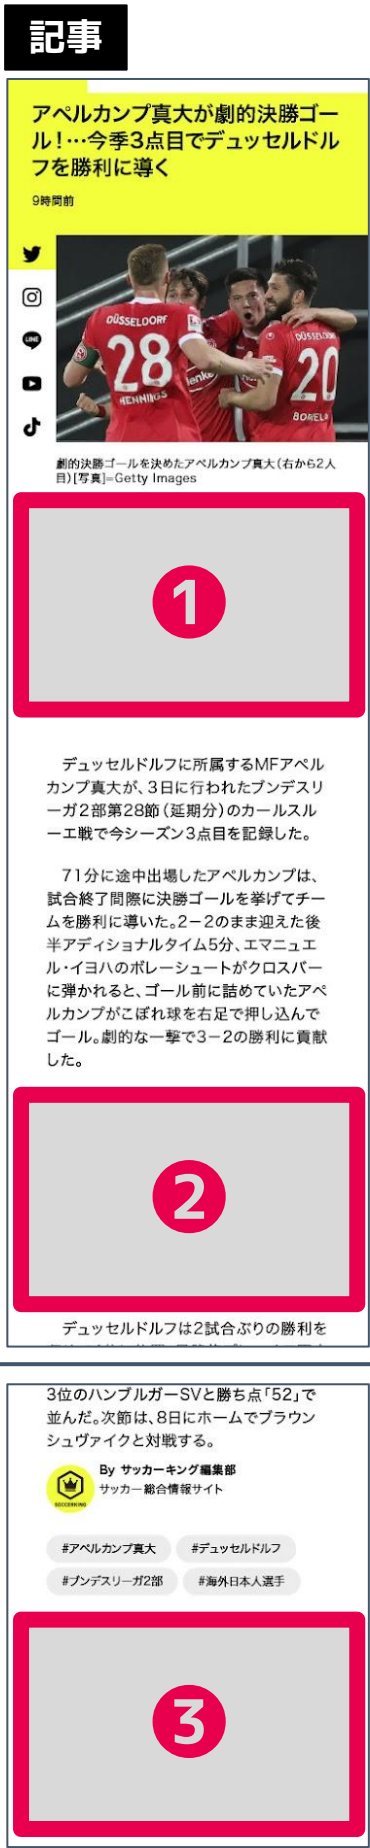 記事
アペルカンプ真大が劇的決勝ゴー
ル！…今季3点目でデュッセルドル
フを勝利に導く
9時間前
DÜSSELDORF
28
HENNINGS
DÜSSELDORF
20
LINE
劇的決勝ゴールを決めたアペルカンプ真大（右から2人
目）[写真]=Getty Images
1
デュッセルドルフに所属するMFアペル
カンプ真大が、3日に行われたブンデスリ
ーガ2部第28節（延期分）のカールスル
ーエ戦で今シーズン3点目を記録した。
71分に途中出場したアペルカンプは、
試合終了間際に決勝ゴールを挙げてチー
ムを勝利に導いた。2－2のまま迎えた後
半アディショナルタイム5分、エマニュエ
ル・イヨハのボレーシュートがクロスバー
に弾かれると、ゴール前に詰めていたアペ
ルカンプがこぼれ球を右足で押し込んで
ゴール。劇的な一撃で3－2の勝利に貢献
した。
2
デュッセルドルフは2試合ぶりの勝利を
3位のハンブルガーSVと勝ち点「52」で
並んだ。次節は、8日にホームでブラウン
シュヴァイクと対戦する。
By サッカーキング編集部
サッカー総合情報サイト
SOCCERKING
#アペルカンプ真大 #デュッセルドルフ
#ブンデスリーガ2部 #海外日本人選手
3